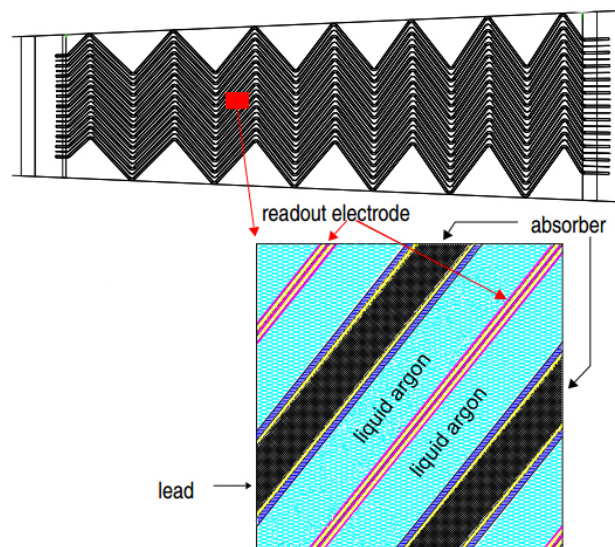 readout electrode
absorber
liquid argon
liquid argon
lead